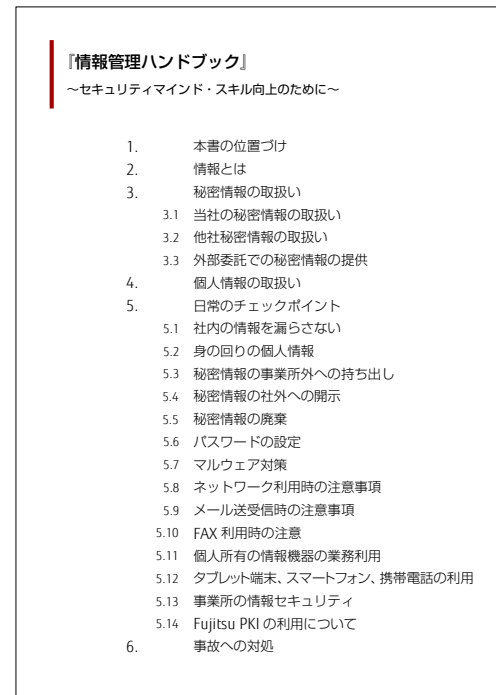 『情報管理ハンドブック』
~セキュリティマインド・スキル向上のために~
1. 本書の位置づけ
2. 情報とは
3. 秘密情報の取扱い
3.1 当社の秘密情報の取扱い
3.2 他社秘密情報の取扱い
3.3 外部委託での秘密情報の提供
4. 個人情報の取扱い
5. 日常のチェックポイント
5.1 社内の情報を漏らさない
5.2 身の回りの個人情報
5.3 秘密情報の事業所外への持ち出し
5.4 秘密情報の社外への開示
5.5 秘密情報の廃棄
5.6 パスワードの設定
5.7 マルウェア対策
5.8 ネットワーク利用時の注意事項
5.9 メール送受信時の注意事項
5.10 FAX 利用時の注意
5.11 個人所有の情報機器の業務利用
5.12 タブレット端末、スマートフォン、携帯電話の利用
5.13 事業所の情報セキュリティ
5.14 Fujitsu PKI の利用について
6. 事故への対処